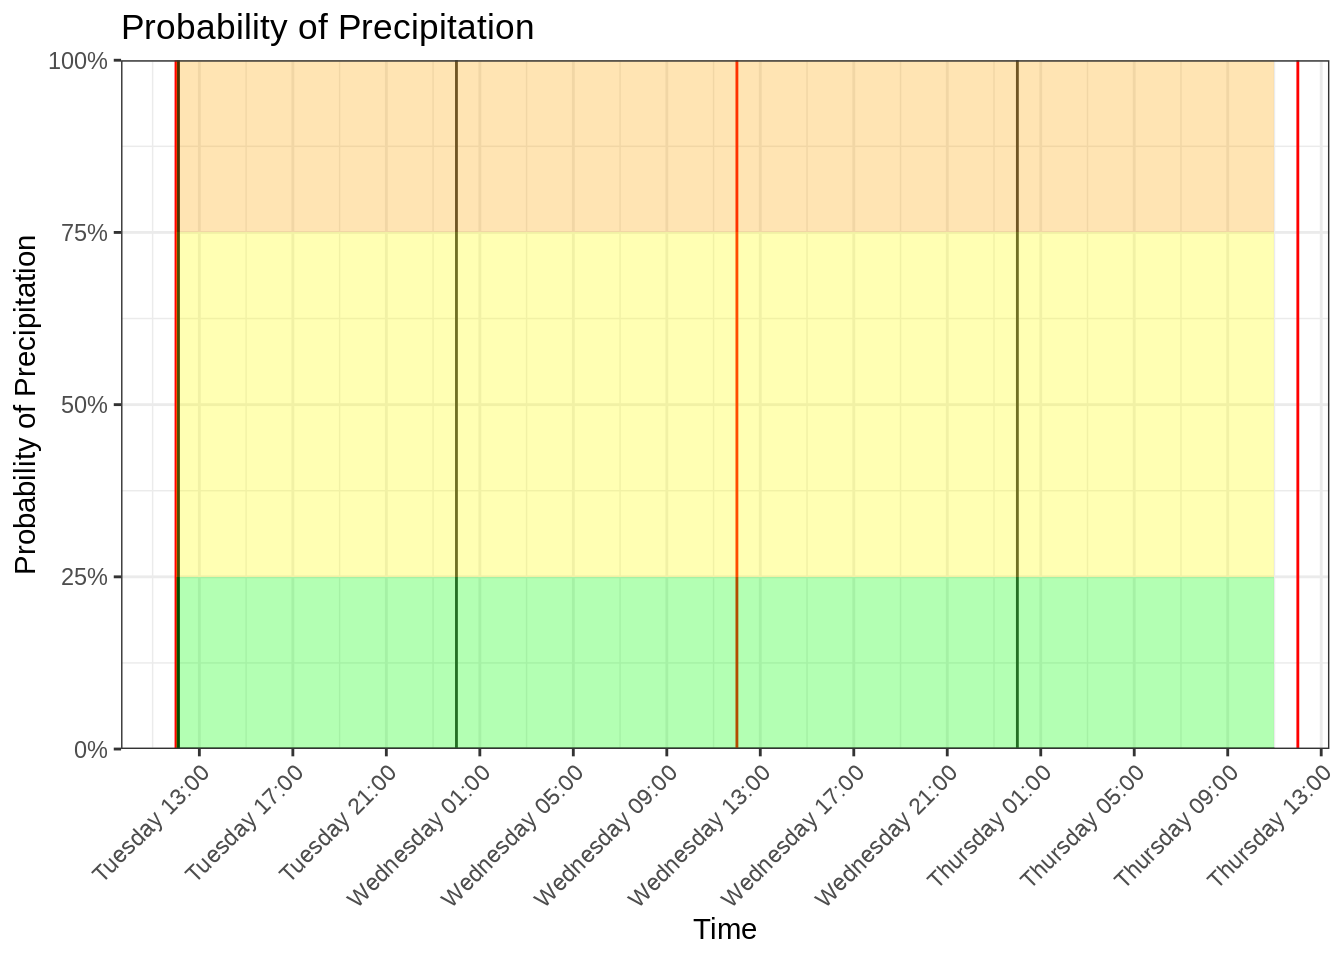 Probability of Precipitation
Probability of Precipitation
100%
75%
50%
25%
0%
Tuesday 13:00
Tuesday 17:00
Tuesday 21:00
Wednesday 01:00
Wednesday 05:00
Wednesday 09:00
Wednesday 13:00
Wednesday 17:00
Wednesday 21:00
Thursday 01:00
Thursday 05:00
Thursday 09:00
Thursday 13:00
Time